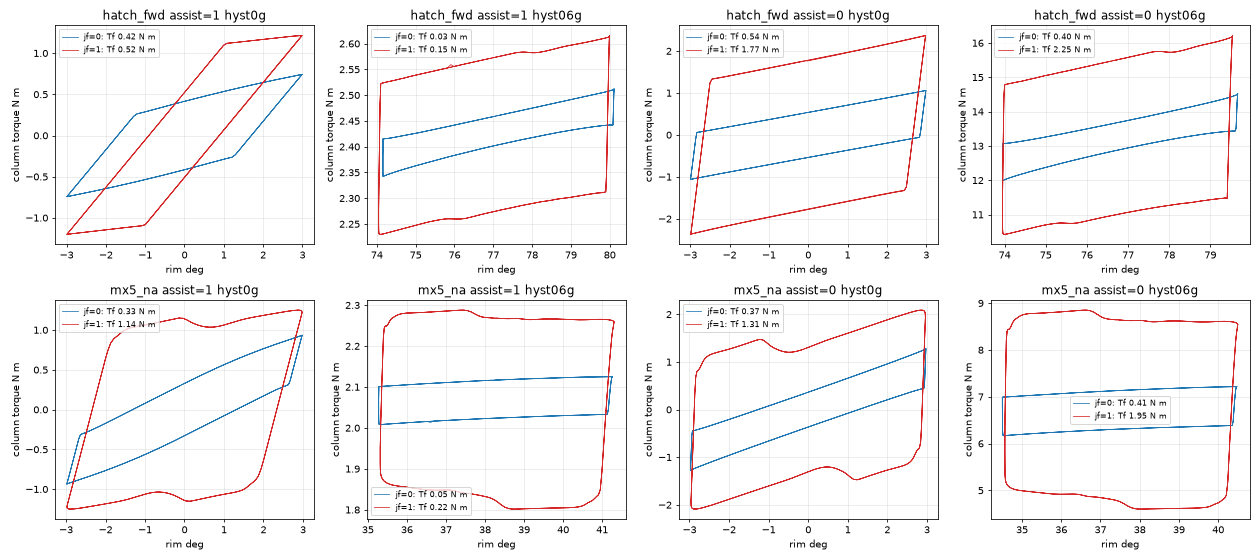 hatch_fwd assist=1 hyst0g
jf=0: Tf 0.42 N m
jf=1: Tf 0.52 N m
column torque N m
1.0
0.5
0.0
−0.5
−1.0
−3 −2 −1 0 1 2 3
rim deg
hatch_fwd assist=1 hyst06g
jf=0: Tf 0.03 N m
jf=1: Tf 0.15 N m
column torque N m
2.60
2.55
2.50
2.45
2.40
2.35
2.30
2.25
74 75 76 77 78 79 80
rim deg
hatch_fwd assist=0 hyst0g
jf=0: Tf 0.54 N m
jf=1: Tf 1.77 N m
column torque N m
2
1
0
−1
−2
−3 −2 −1 0 1 2 3
rim deg
hatch_fwd assist=0 hyst06g
jf=0: Tf 0.40 N m
jf=1: Tf 2.25 N m
column torque N m
16
15
14
13
12
11
74 75 76 77 78 79
rim deg
mx5_na assist=1 hyst0g
jf=0: Tf 0.33 N m
jf=1: Tf 1.14 N m
column torque N m
1.0
0.5
0.0
−0.5
−1.0
−3 −2 −1 0 1 2 3
rim deg
mx5_na assist=1 hyst06g
column torque N m
2.3
2.2
2.1
2.0
1.9
1.8
jf=0: Tf 0.05 N m
jf=1: Tf 0.22 N m
35 36 37 38 39 40 41
rim deg
mx5_na assist=0 hyst0g
jf=0: Tf 0.37 N m
jf=1: Tf 1.31 N m
column torque N m
2
1
0
−1
−2
−3 −2 −1 0 1 2 3
rim deg
mx5_na assist=0 hyst06g
column torque N m
9
8
7
6
5
jf=0: Tf 0.41 N m
jf=1: Tf 1.95 N m
35 36 37 38 39 40
rim deg